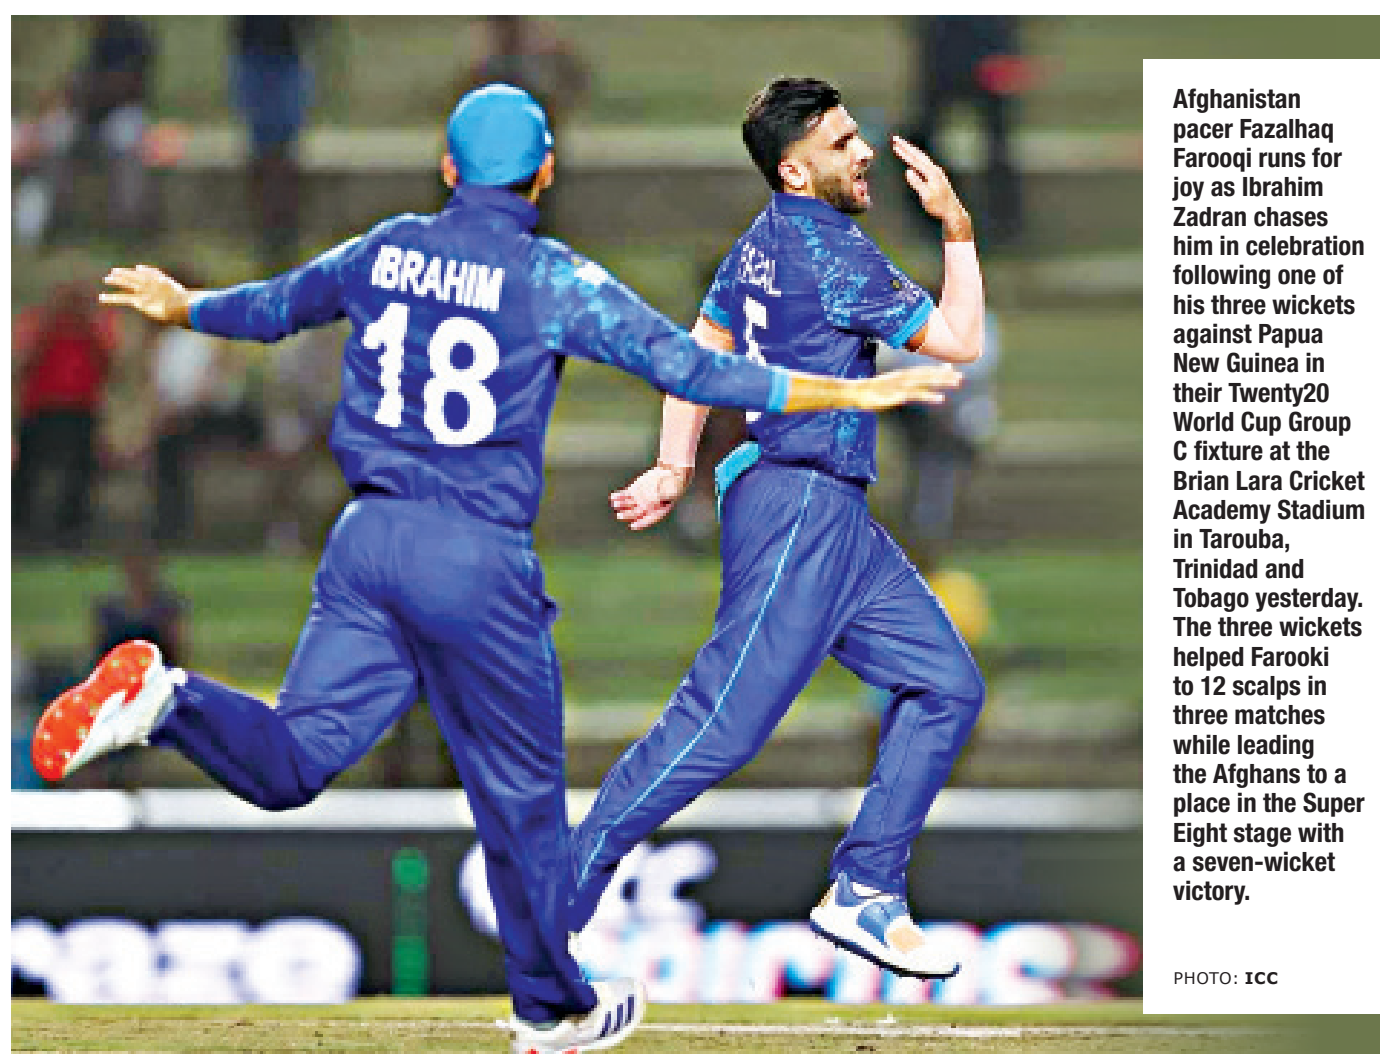 IBRAHIM
18
Afghanistan
pacer Fazalhaq
Farooqi runs for
joy as Ibrahim
Zadran chases
him in celebration
following one of
his three wickets
against Papua
New Guinea in
their Twenty20
World Cup Group
C fixture at the
Brian Lara Cricket
Academy Stadium
in Tarouba,
Trinidad and
Tobago yesterday.
The three wickets
helped Farooki
to 12 scalps in
three matches
while leading
the Afghans to a
place in the Super
Eight stage with
a seven-wicket
victory.
PHOTO: ICC